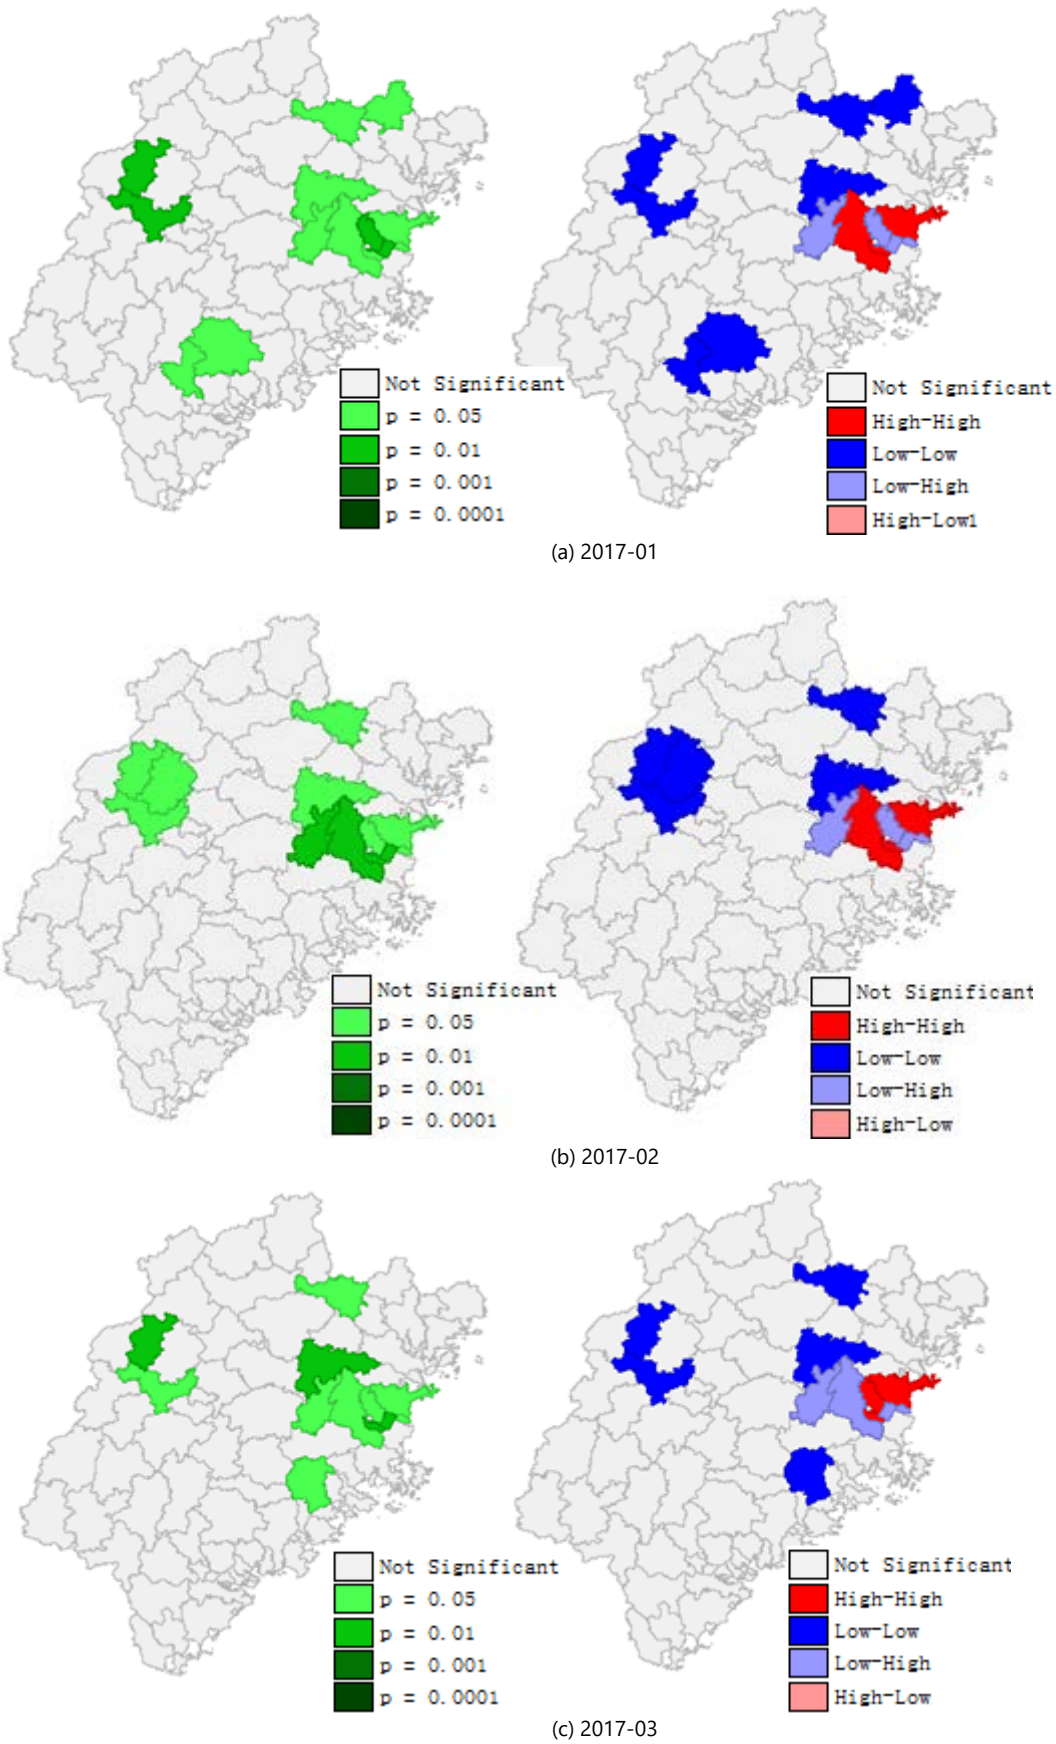 Not Significant
p = 0.05
p = 0.01
p = 0.001
p = 0.0001
Not Significant
High-High
Low-Low
Low-High
High-Low1
(a) 2017-01
Not Significant
p = 0.05
p = 0.01
p = 0.001
p = 0.0001
Not Significant
High-High
Low-Low
Low-High
High-Low
(b) 2017-02
Not Significant
p = 0.05
p = 0.01
p = 0.001
p = 0.0001
Not Significant
High-High
Low-Low
Low-High
High-Low
(c) 2017-03